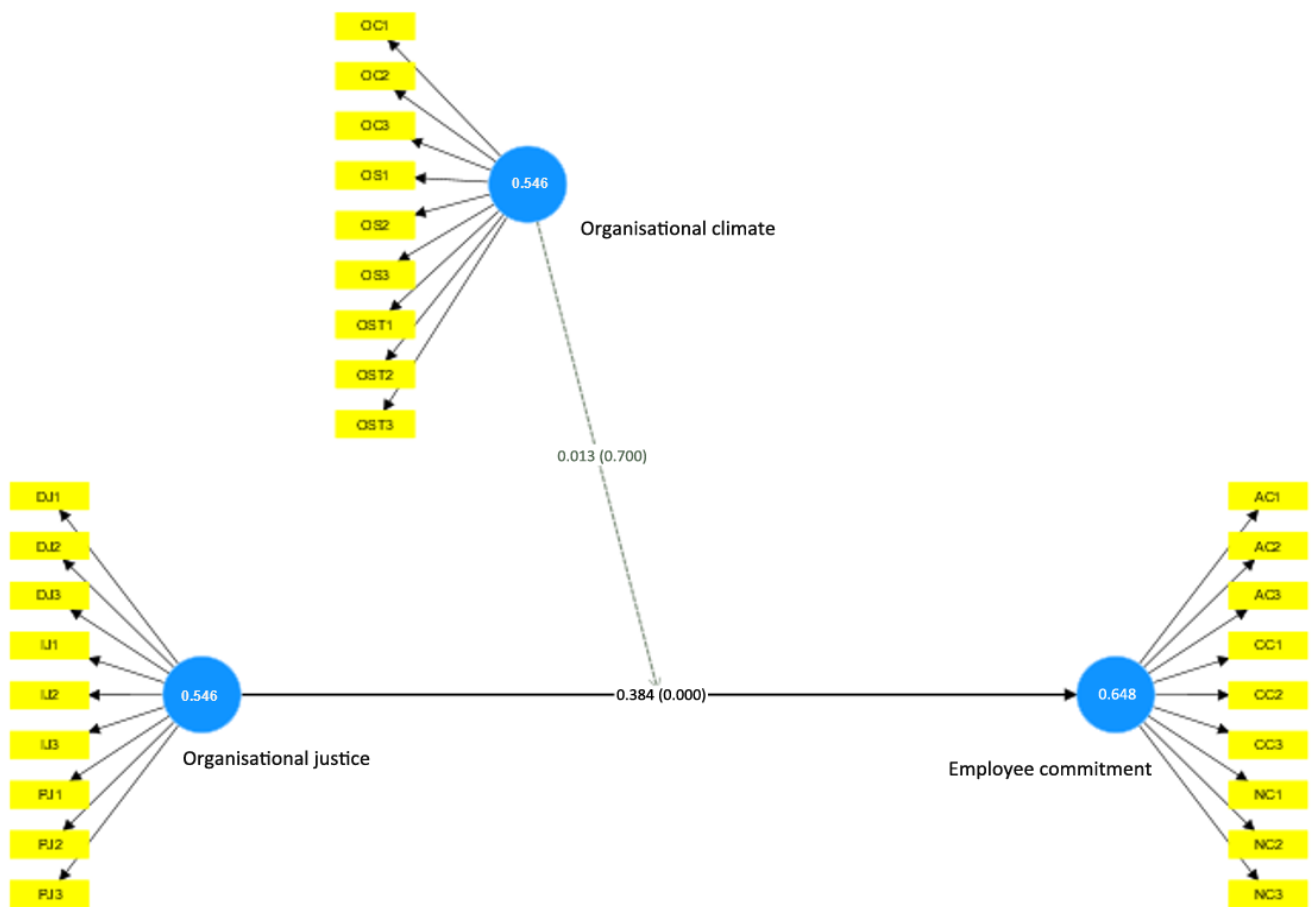 OC1
OC2
OC3
OS1
OS2
OS3
OST1
OST2
OST3
0.546
Organisational climate
0.013 (0.700)
DJ1
DJ2
DJ3
IJ1
IJ2
IJ3
PJ1
PJ2
PJ3
0.546
Organisational justice
0.384 (0.000)
0.648
Employee commitment
AC1
AC2
AC3
CC1
CC2
CC3
NC1
NC2
NC3